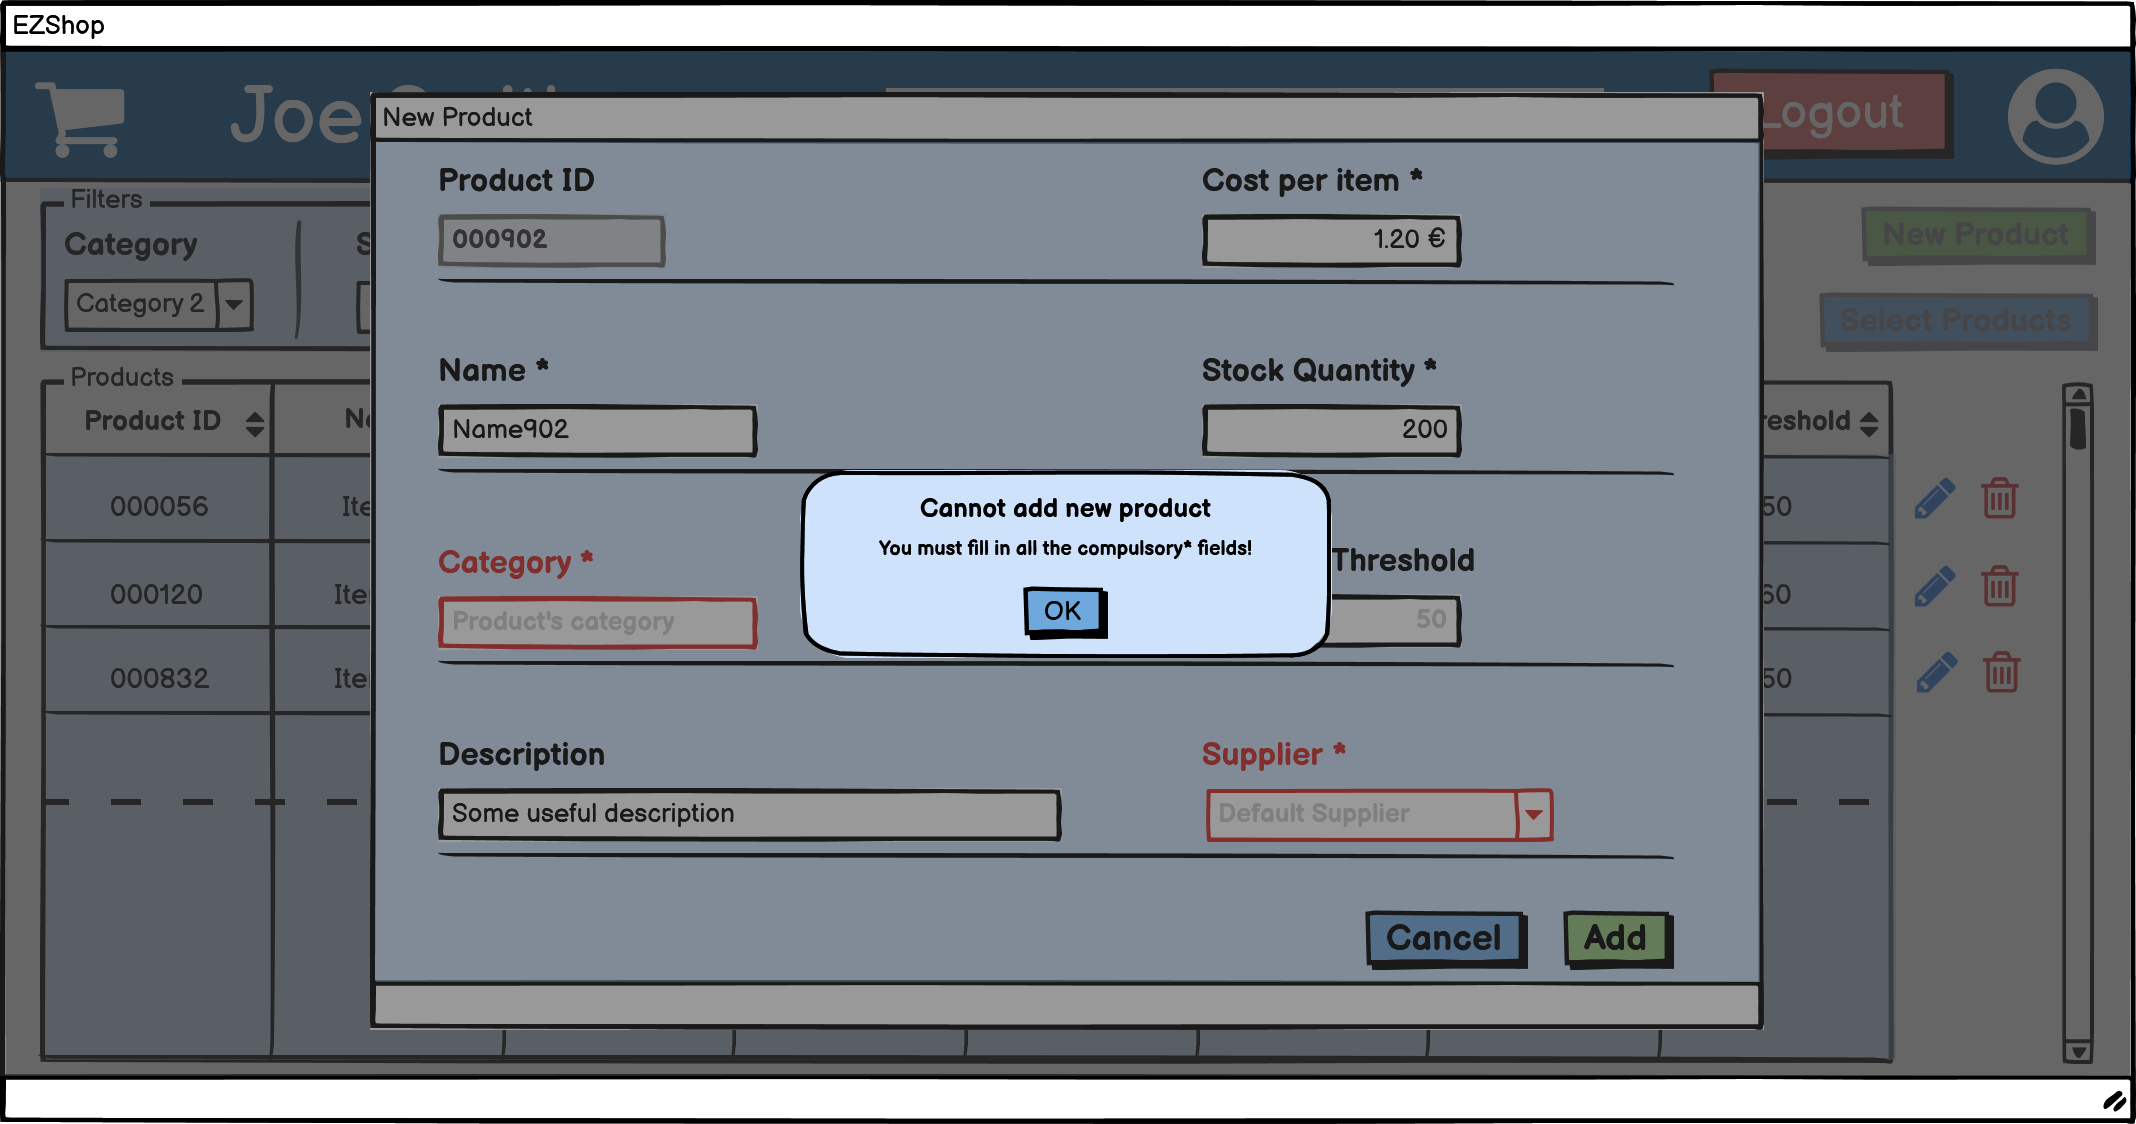 EZShop
Joe
Logout
New Product
Product ID
Cost per item *
000902
1.20 €
Filters
Category
Category 2
New Product
Select Products
Name *
Stock Quantity *
Name902
200
Products
Product ID
000056
50
000120
60
000832
50
Cannot add new product
You must fill in all the compulsory* fields!
OK
Category *
Threshold
Product's category
50
Description
Supplier *
Some useful description
Default Supplier
Cancel
Add